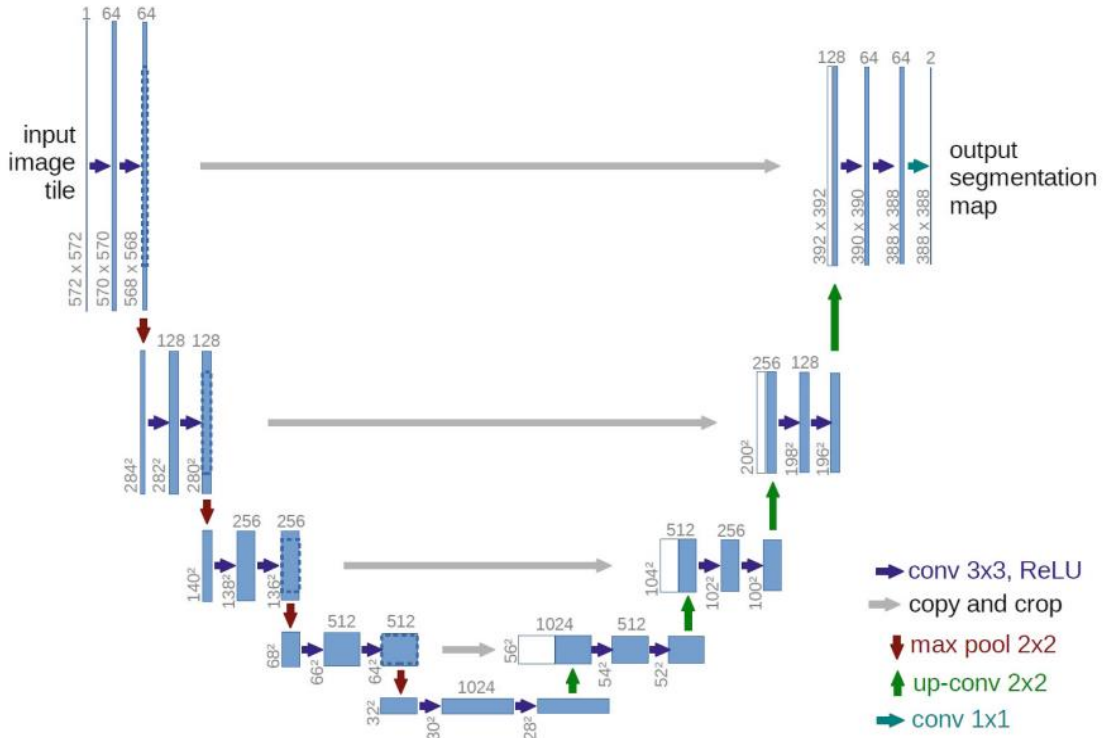 1 64 64
input
image
tile
572 x 572
570 x 570
568 x 568
128 64 64 2
output
segmentation
map
392 x 392
390 x 390
388 x 388
388 x 388
128 128
284²
282²
280²
256 128
200²
198²
196²
256 256
140²
138²
136²
512 256
104²
102²
100²
512 512
68²
66²
64²
1024 512
56²
54²
52²
1024
32²
30²
28²
conv 3x3, ReLU
copy and crop
max pool 2x2
up-conv 2x2
conv 1x1